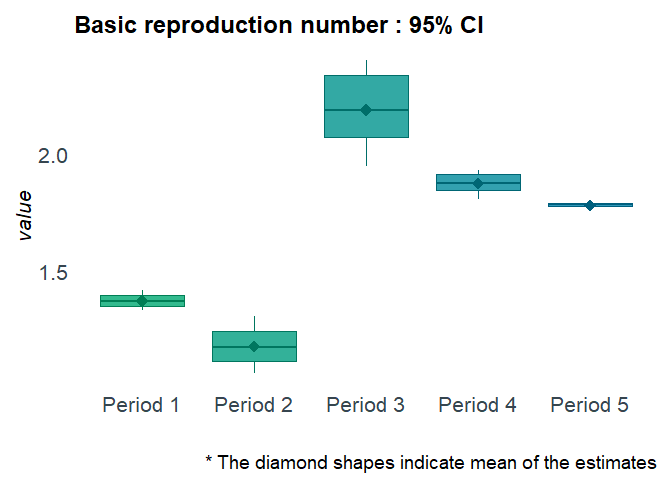 Basic reproduction number : 95% CI
value
2.0
1.5
Period 1 Period 2 Period 3 Period 4 Period 5
* The diamond shapes indicate mean of the estimates